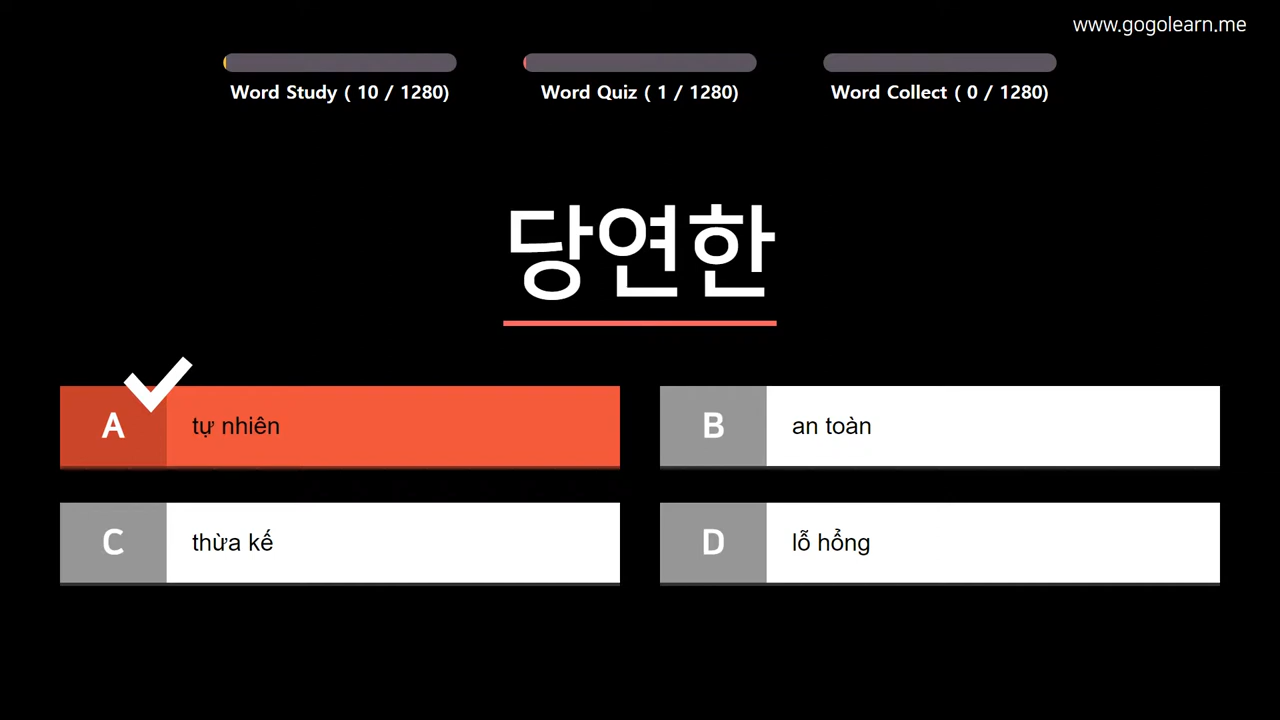 www.gogolearn.me
Word Study ( 10 / 1280)
Word Quiz ( 1 / 1280)
Word Collect ( 0 / 1280)
당연한
A tự nhiên
B an toàn
C thừa kế
D lỗ hổng